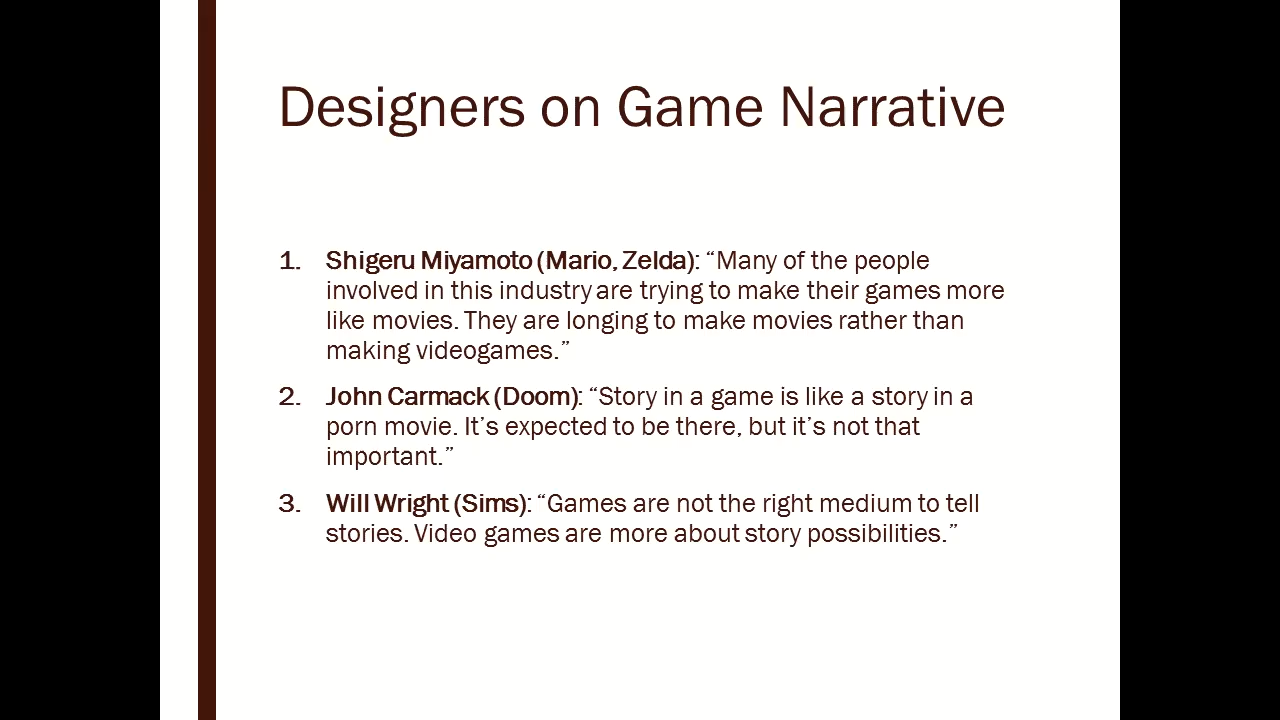 Designers on Game Narrative
1. Shigeru Miyamoto (Mario, Zelda): “Many of the people
involved in this industry are trying to make their games more
like movies. They are longing to make movies rather than
making videogames.”
2. John Carmack (Doom): “Story in a game is like a story in a
porn movie. It’s expected to be there, but it’s not that
important.”
3. Will Wright (Sims): “Games are not the right medium to tell
stories. Video games are more about story possibilities.”